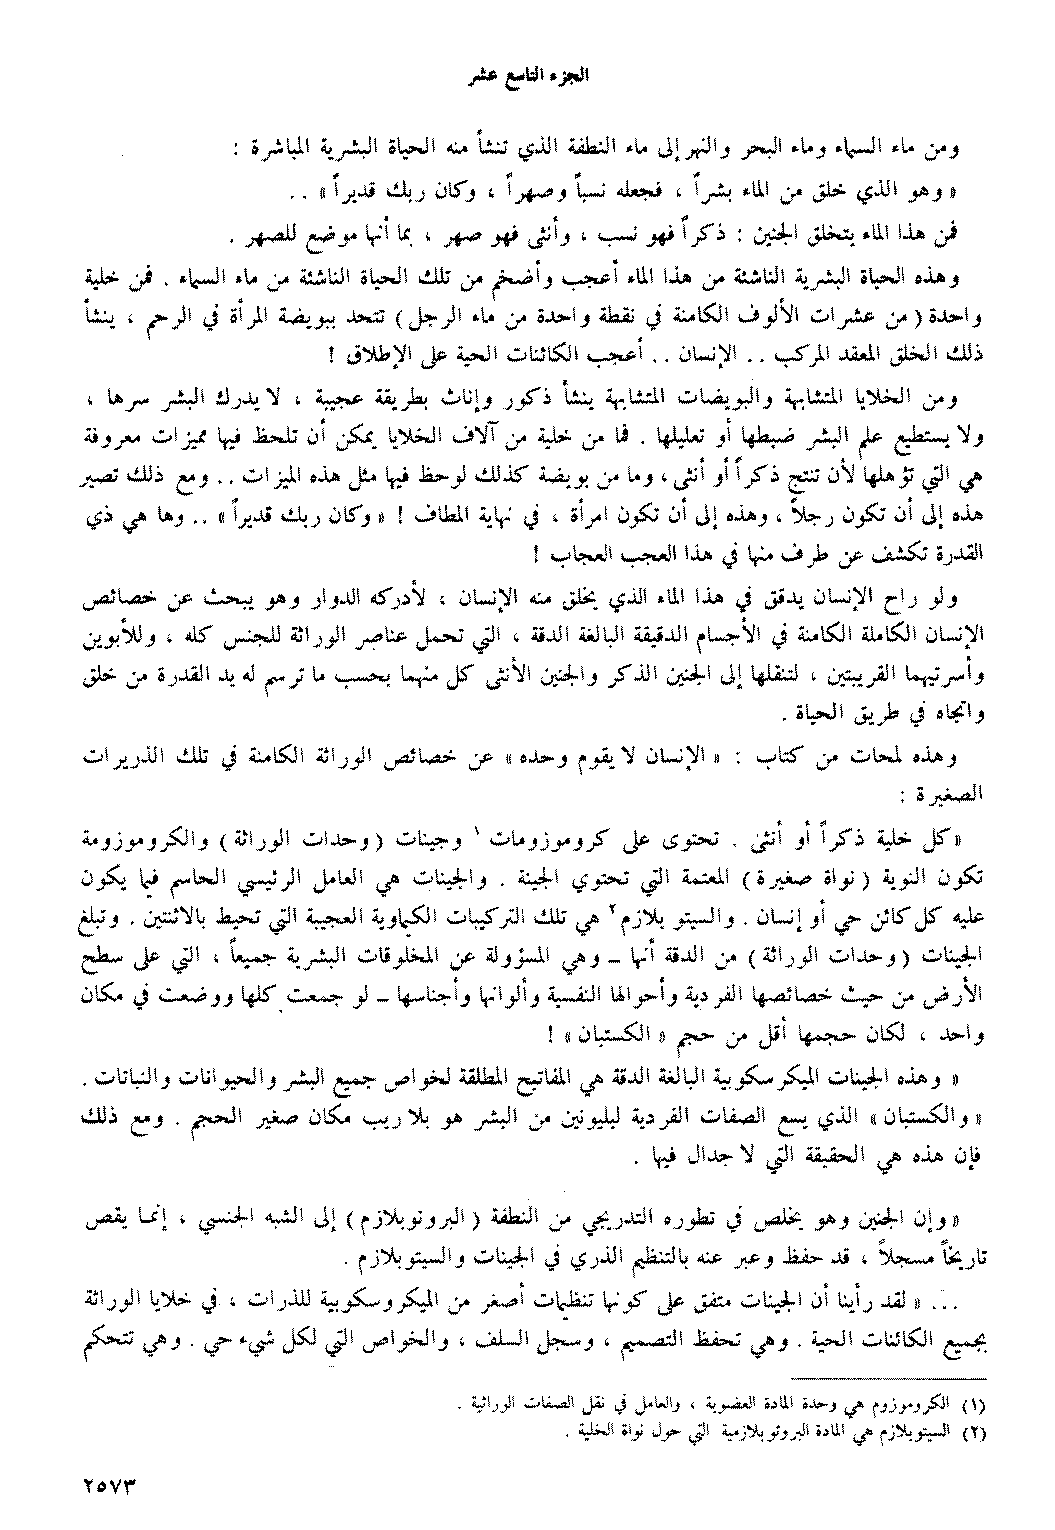 الجزء التاسع عشر
ومن ماء السماء وماء البحر والنهر إلى ماء النطفة الذي تنشأ منه الحياة البشرية المباشرة :
« وهو الذي خلق من الماء بشراً ، فجعله نسباً وصهراً ، وكان ربك قديراً » . .
فمن هذا الماء يتخلق الجنين : ذكراً فهو نسب ، وأنثى فهو صهر ، بما أنها موضع للصهر .
وهذه الحياة البشرية الناشئة من هذا الماء أعجب وأضخم من تلك الحياة الناشئة من ماء السماء . فمن خلية
واحدة ( من عشرات الألوف الكامنة في نقطة واحدة من ماء الرجل ) تتحد ببويضة المرأة في الرحم ، ينشأ
ذلك الخلق المعقد المركب . . الإنسان . . أعجب الكائنات الحية على الإطلاق !
ومن الخلايا المتشابهة والبويضات المتشابهة ينشأ ذكور وإناث بطريقة عجيبة ، لا يدرك البشر سرها ،
ولا يستطيع علم البشر ضبطها أو تعليلها . فما من خلية من آلاف الخلايا يمكن أن تلحظ فيها مميزات معروفة
هي التي تؤهلها لأن تنتج ذكراً أو أنثى ، وما من بويضة كذلك لوحظ فيها مثل هذه الميزات . . ومع ذلك تصير
هذه إلى أن تكون رجلاً ، وهذه إلى أن تكون امرأة ، في نهاية المطاف ! « وكان ربك قديراً » . . وها هي ذي
القدرة تكشف عن طرف منها في هذا العجب العجاب !
ولو راح الإنسان يدقق في هذا الماء الذي يخلق منه الإنسان ، لأدركه الدوار وهو يبحث عن خصائص
الإنسان الكاملة الكامنة في الأجسام الدقيقة البالغة الدقة ، التي تحمل عناصر الوراثة للجنس كله ، وللأبوين
وأسرتيهما القريبتين ، لتنقلها إلى الجنين الذكر والجنين الأنثى كل منهما بحسب ما ترسم له يد القدرة من خلق
واتجاه في طريق الحياة .
وهذه لمحات من كتاب : « الإنسان لا يقوم وحده » عن خصائص الوراثة الكامنة في تلك الذريرات
الصغيرة :
« كل خلية ذكراً أو أنثى . تحتوى على كروموزومات ١ وجينات ( وحدات الوراثة ) والكروموزومة
تكون النوية ( نواة صغيرة ) المعتمة التي تحتوي الجينة . والجينات هي العامل الرئيسي الحاسم فيما يكون
عليه كل كائن حي أو إنسان . والسيتوبلازم ٢ هي تلك التركيبات الكيماوية العجيبة التي تحيط بالاثنتين . وتبلغ
الجينات ( وحدات الوراثة ) من الدقة أنها – وهي المسؤولة عن المخلوقات البشرية جميعاً ، التي على سطح
الأرض من حيث خصائصها الفردية وأحوالها النفسية وألوانها وأجناسها – لو جمعت كلها ووضعت في مكان
واحد ، لكان حجمها أقل من حجم « الكستبان » !
« وهذه الجينات الميكرسكوبية البالغة الدقة هي المفاتيح المطلقة لخواص جميع البشر والحيوانات والنباتات .
« والكستبان » الذي يسع الصفات الفردية لبليونين من البشر هو بلا ريب مكان صغير الحجم . ومع ذلك
فإن هذه هي الحقيقة التي لا جدال فيها .
« وإن الجنين وهو يخلص في تطوره التدريجي من النطفة ( البروتوبلازم ) إلى الشبه الجنسي ، إنما يقص
تاريخاً مسجلاً ، قد حفظ وعبر عنه بالتنظيم الذري في الجينات والسيتوبلازم .
... « لقد رأينا أن الجينات متفق على كونها تنظيمات أصغر من الميكروسكوبية للذرات ، في خلايا الوراثة
بجميع الكائنات الحية . وهي تحفظ التصميم ، وسجل السلف ، والخواص التي لكل شيء حي . وهي تتحكم
(١) الكروموزوم هي وحدة المادة العضوية ، والعامل في نقل الصفات الوراثية .
(٢) السيتوبلازم هي المادة البروتوبلازمية التي حول نواة الخلية .
٢٥٧٣